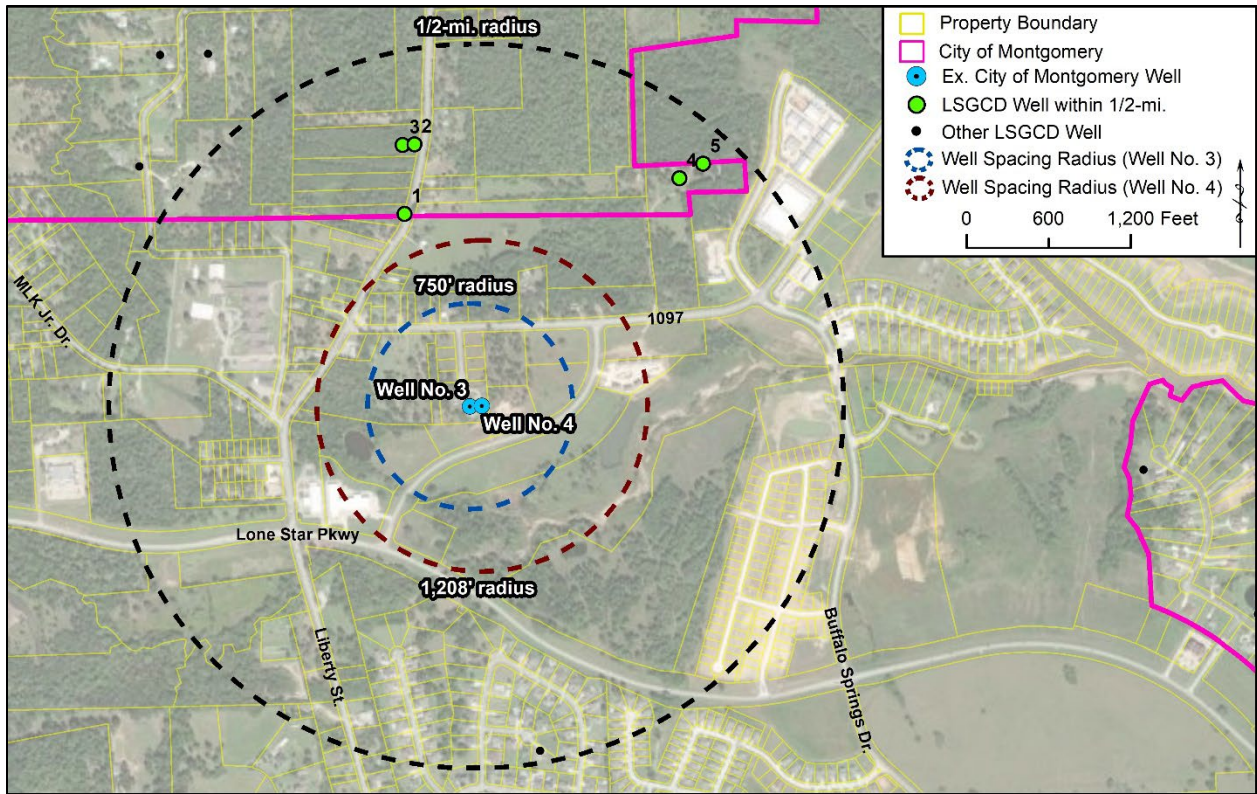 1/2-mi. radius
Property Boundary
City of Montgomery
Ex. City of Montgomery Well
LSGCD Well within 1/2-mi.
Other LSGCD Well
Well Spacing Radius (Well No. 3)
Well Spacing Radius (Well No. 4)
0 600 1,200 Feet
32
5
4
1
MLK Jr. Dr.
750' radius
1097
Well No. 3
Well No. 4
Lone Star Pkwy
1,208' radius
Liberty St.
Buffalo Springs Dr.